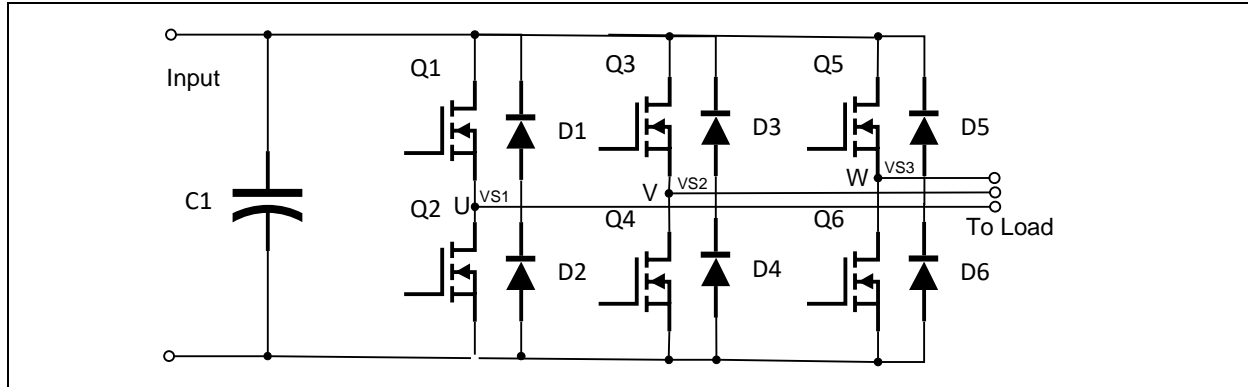 Q1
Q3
Q5
Input
D1
D3
D5
C1
Q2
U
VS1
V
VS2
W
VS3
Q4
Q6
To Load
D2
D4
D6